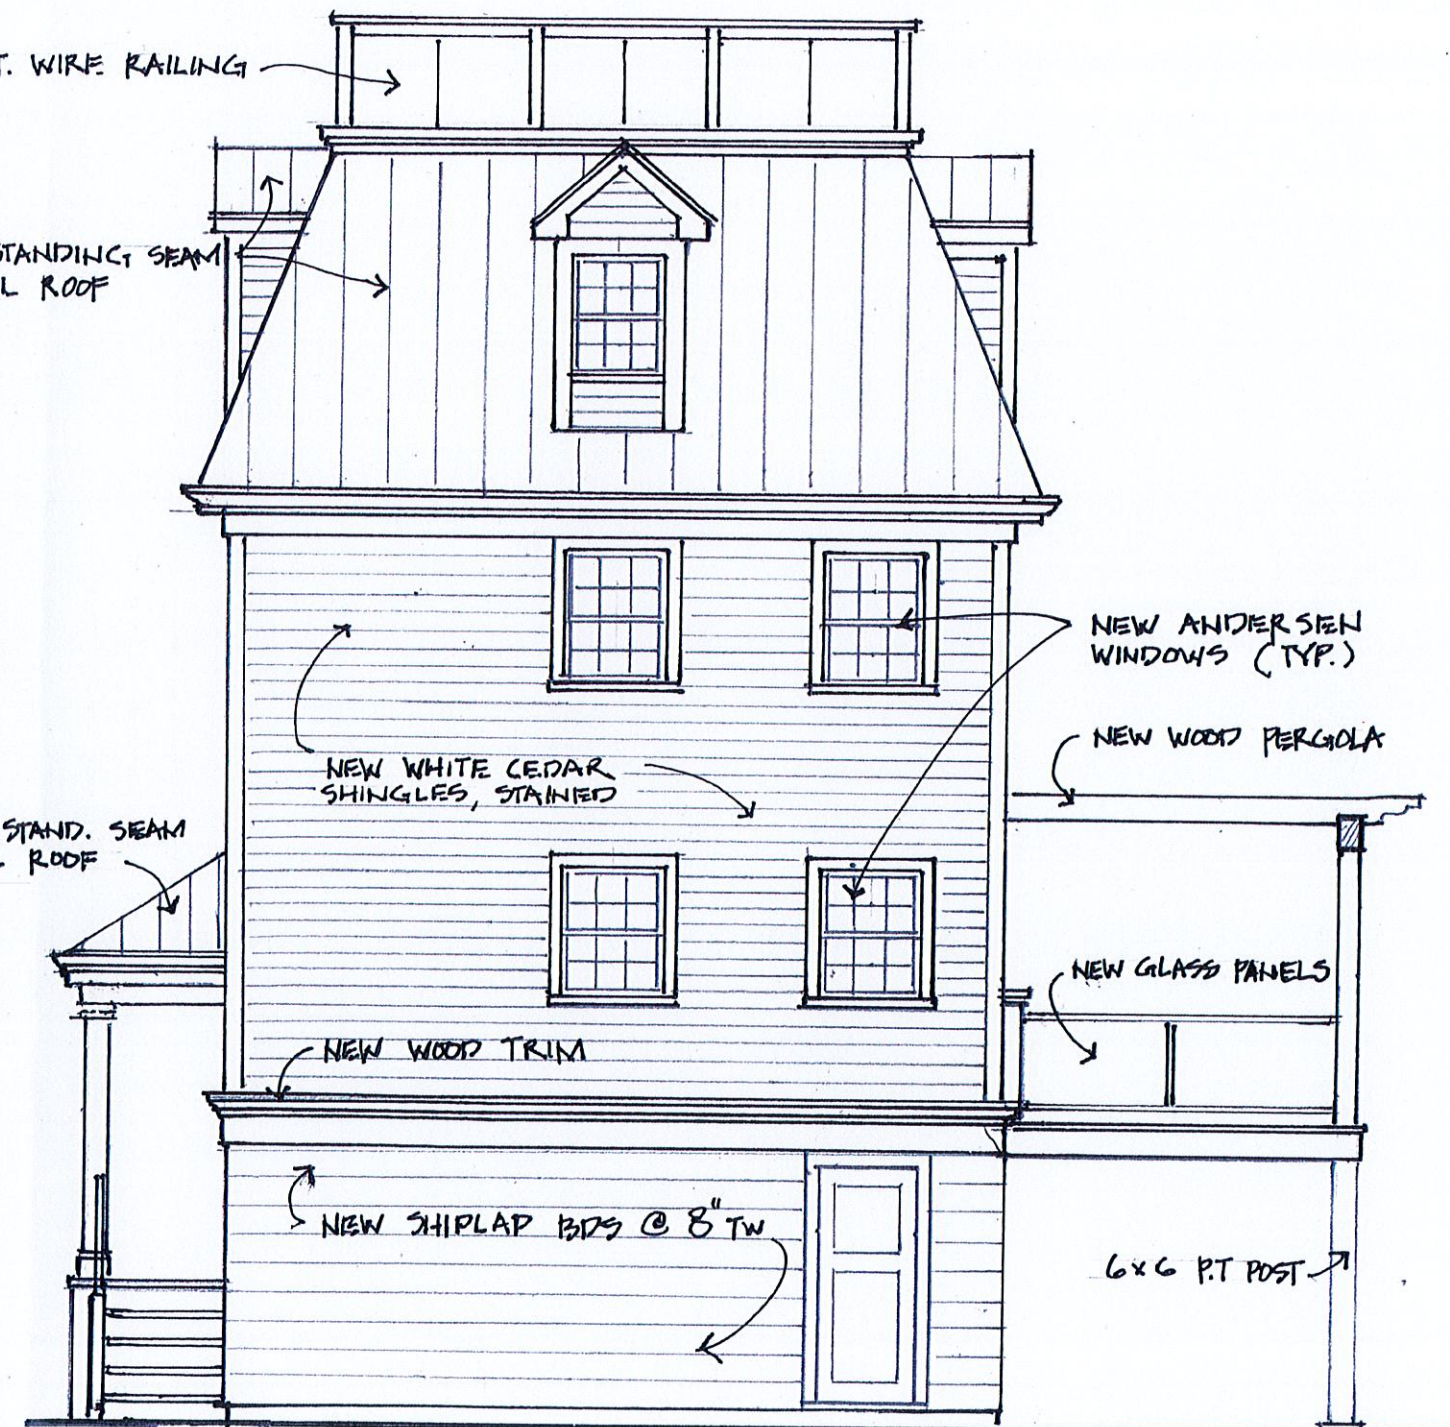 T. WIRE RAILING
STANDING SEAM
L ROOF
NEW ANDERSEN
WINDOWS (TYP.)
NEW WOOD PERGOLA
NEW WHITE CEDAR
SHINGLES, STAINED
STAND. SEAM
L ROOF
NEW GLASS PANELS
NEW WOOD TRIM
NEW SHIPLAP BDS @ 8" TW
6x6 P.T POST